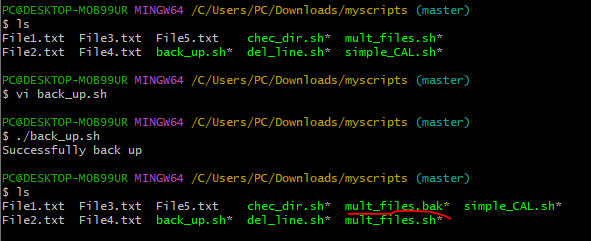 PC@DESKTOP-MOB99UR MINGW64 /C/Users/PC/Downloads/myscripts (master)
$ ls
File1.txt  File3.txt  File5.txt    chec_dir.sh*  mult_files.sh*
File2.txt  File4.txt  back_up.sh*  del_line.sh*  simple_CAL.sh*
PC@DESKTOP-MOB99UR MINGW64 /C/Users/PC/Downloads/myscripts (master)
$ vi back_up.sh
PC@DESKTOP-MOB99UR MINGW64 /C/Users/PC/Downloads/myscripts (master)
$ ./back_up.sh
Successfully back up
PC@DESKTOP-MOB99UR MINGW64 /C/Users/PC/Downloads/myscripts (master)
$ ls
File1.txt  File3.txt  File5.txt    chec_dir.sh*  mult_files.bak*  simple_CAL.sh*
File2.txt  File4.txt  back_up.sh*  del_line.sh*  mult_files.sh*